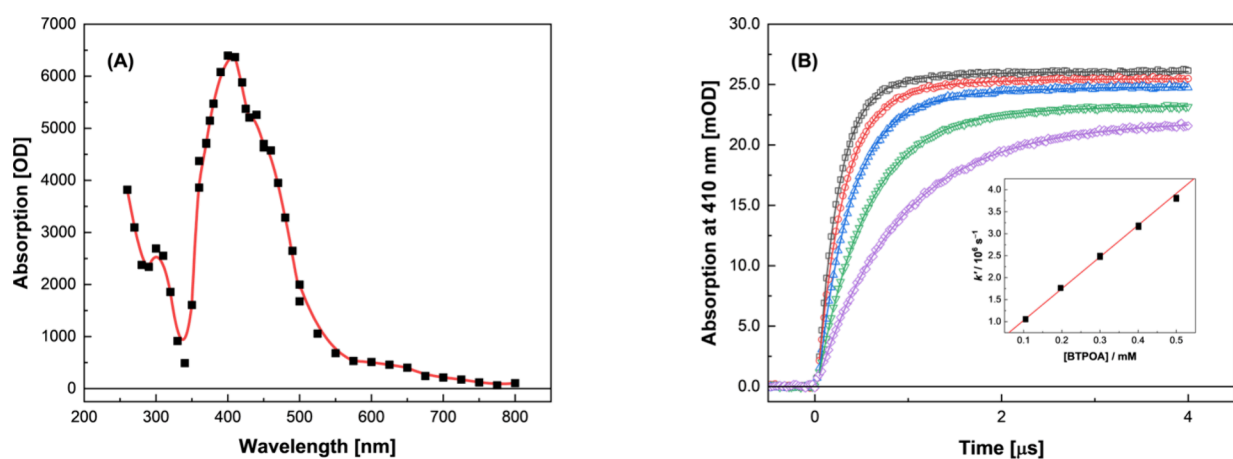 (A)
Absorption [OD]
7000
6000
5000
4000
3000
2000
1000
0
200 300 400 500 600 700 800
Wavelength [nm]
(B)
Absorption at 410 nm [mOD]
30.0
25.0
20.0
15.0
10.0
5.0
0.0
0 2 4
Time [μs]
k' / 10⁶ s⁻¹
4.0
3.5
3.0
2.5
2.0
1.5
1.0
0.1 0.2 0.3 0.4 0.5
[BTPOA] / mM